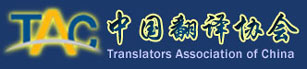 TAC 中国翻译协会
Translators Association of China